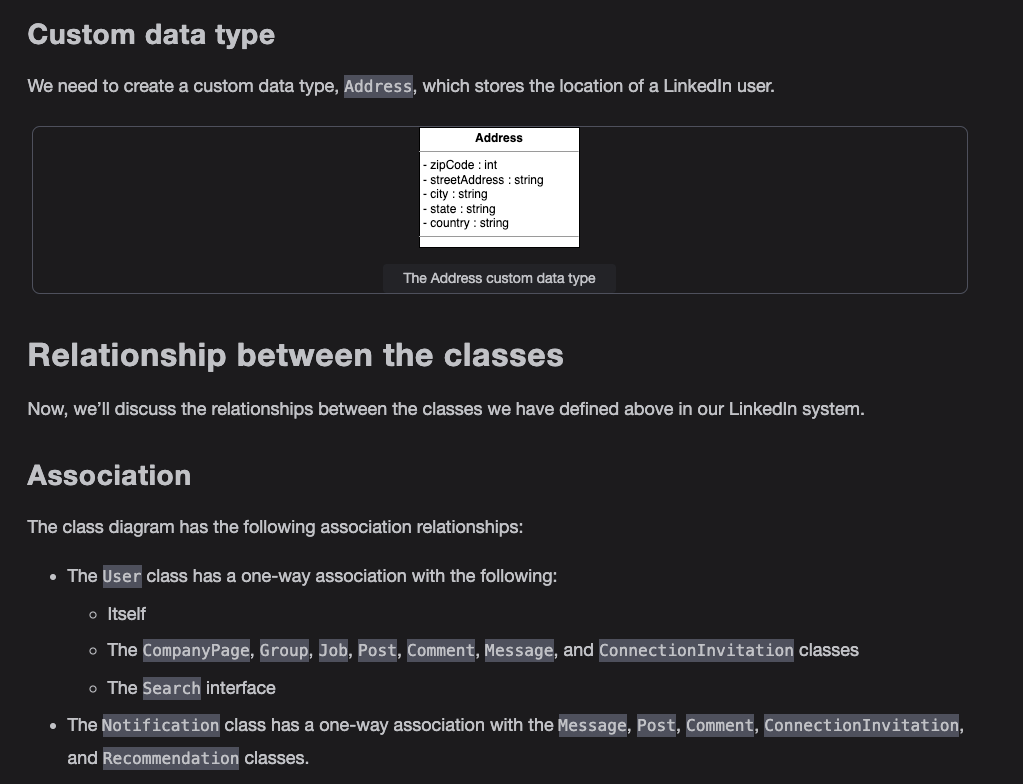 Custom data type
We need to create a custom data type, Address, which stores the location of a LinkedIn user.
Address
- zipCode : int
- streetAddress : string
- city : string
- state : string
- country : string
The Address custom data type
Relationship between the classes
Now, we’ll discuss the relationships between the classes we have defined above in our LinkedIn system.
Association
The class diagram has the following association relationships:
• The User class has a one-way association with the following:
◦ Itself
◦ The CompanyPage, Group, Job, Post, Comment, Message, and ConnectionInvitation classes
◦ The Search interface
• The Notification class has a one-way association with the Message, Post, Comment, ConnectionInvitation,
and Recommendation classes.